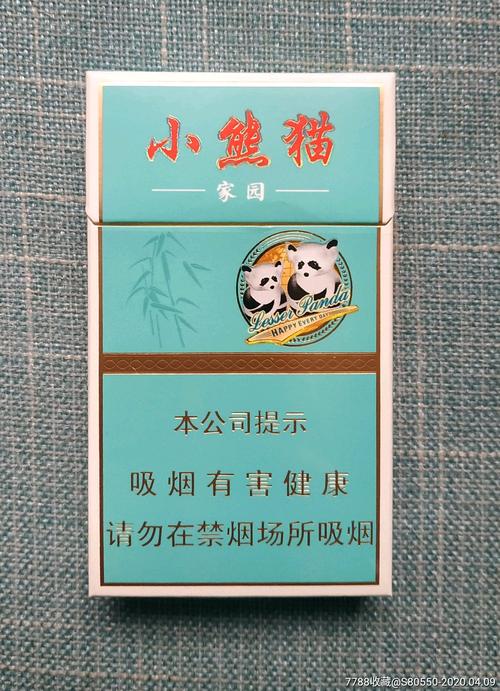 小熊猫
家园
Lesser Panda
HAPPY EVERY DAY
本公司提示
吸烟有害健康
请勿在禁烟场所吸烟
7788收藏@S80550-2020.04.09